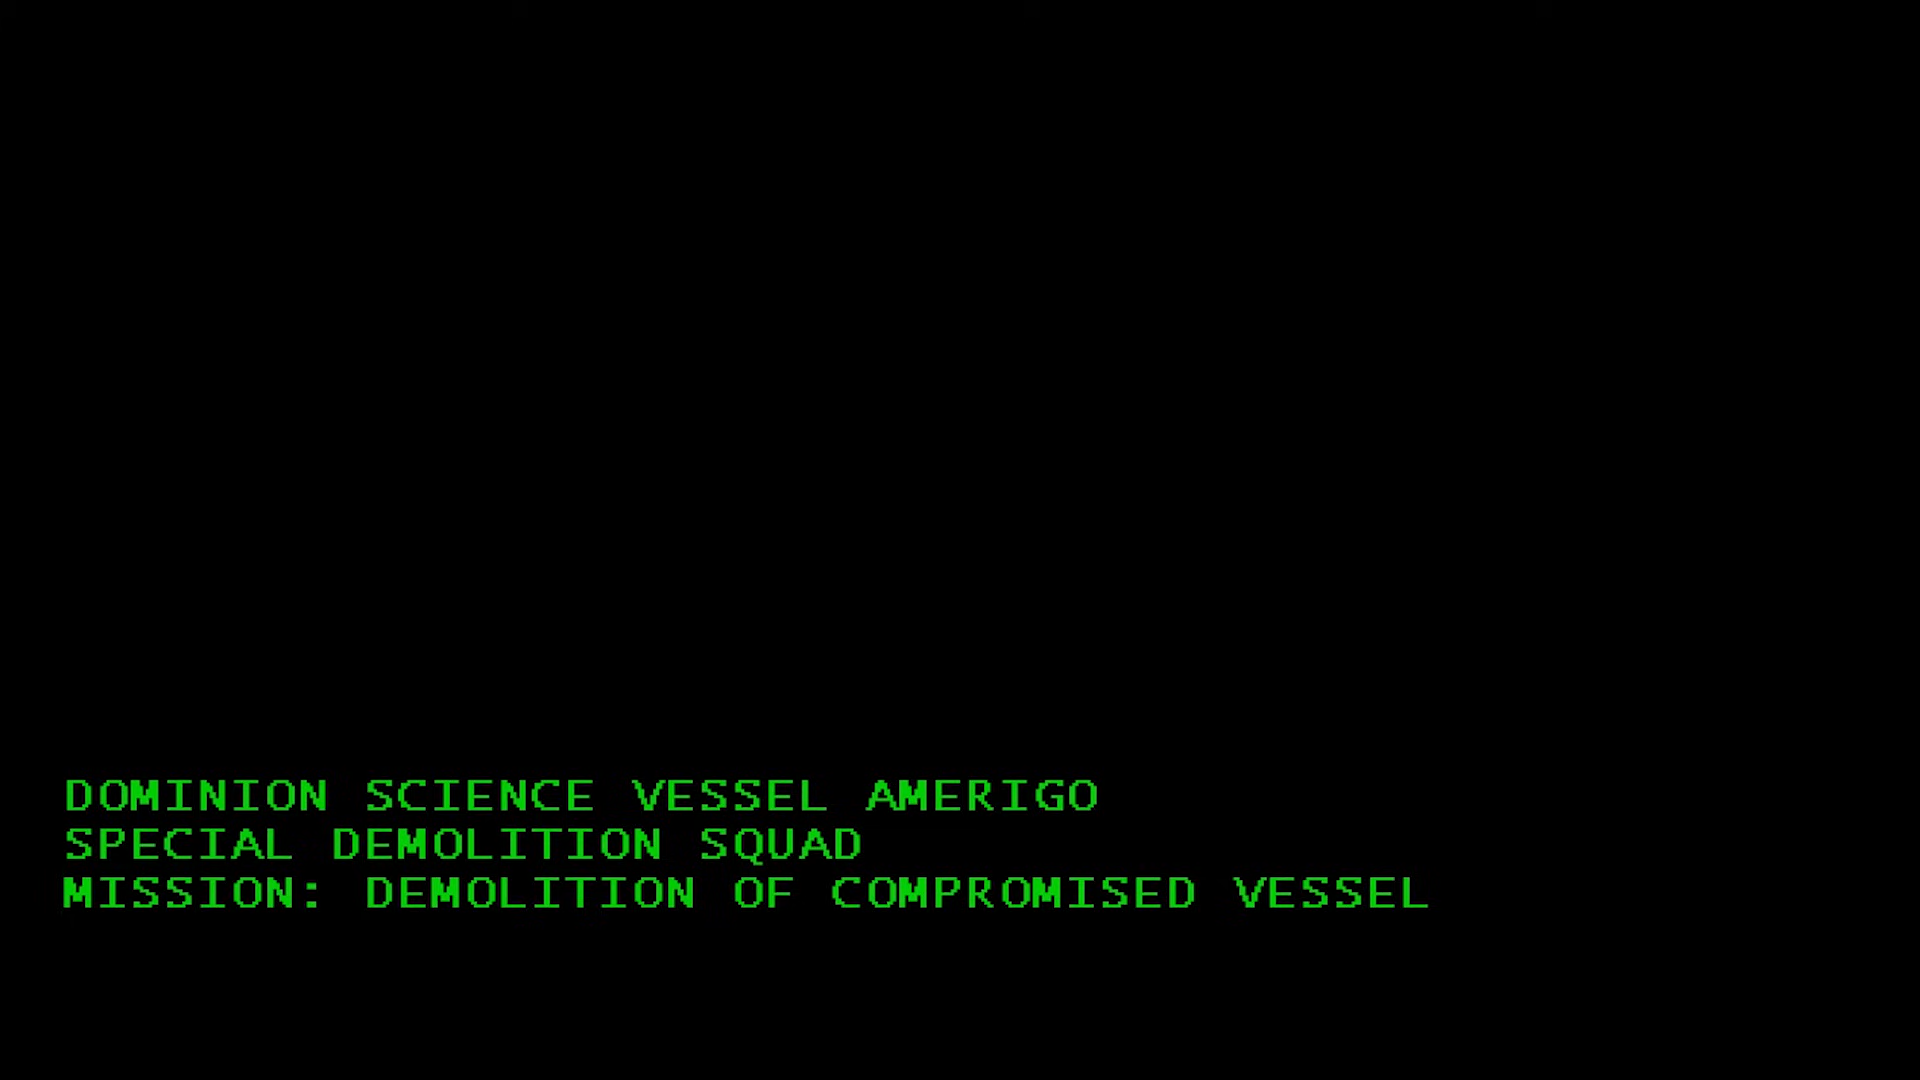 DOMINION SCIENCE VESSEL AMERIGO
SPECIAL DEMOLITION SQUAD
MISSION: DEMOLITION OF COMPROMISED VESSEL